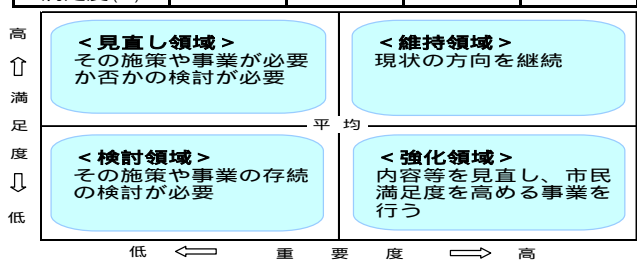 高
⇧
満
足
度
⇩
低
<見直し領域>
その施策や事業が必要
か否かの検討が必要
<維持領域>
現状の方向を継続
平 均
<検討領域>
その施策や事業の存続
の検討が必要
<強化領域>
内容等を見直し、市民
満足度を高める事業を
行う
低 ⇦ 重 要 度 ⇨ 高